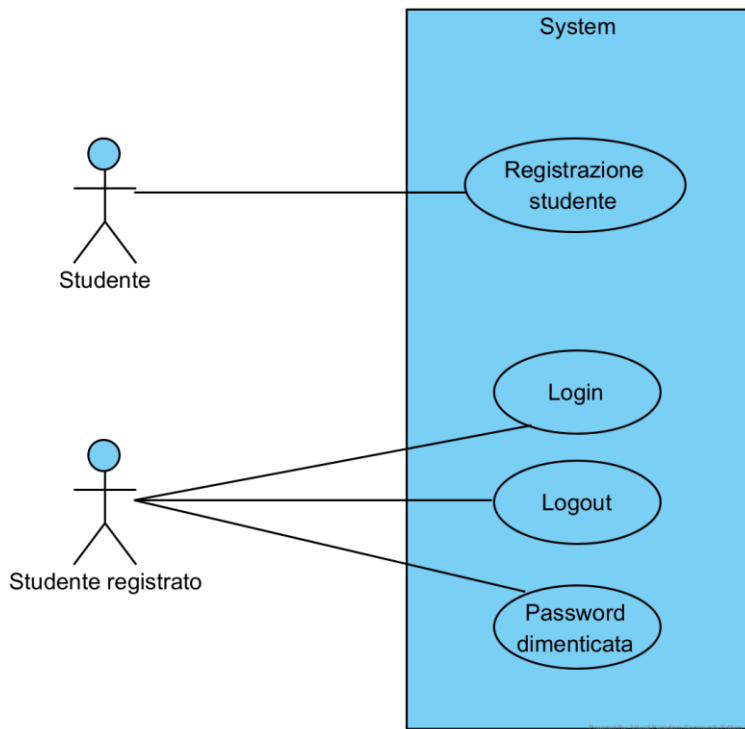 System
Registrazione
studente
Studente
Login
Logout
Studente registrato
Password
dimenticata